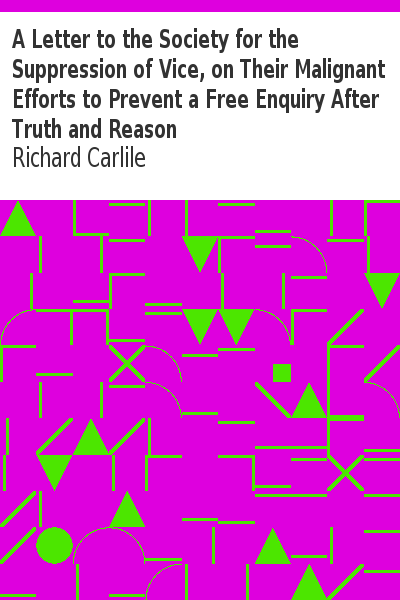 A Letter to the Society for the
Suppression of Vice, on Their Malignant
Efforts to Prevent a Free Enquiry After
Truth and Reason
Richard Carlile